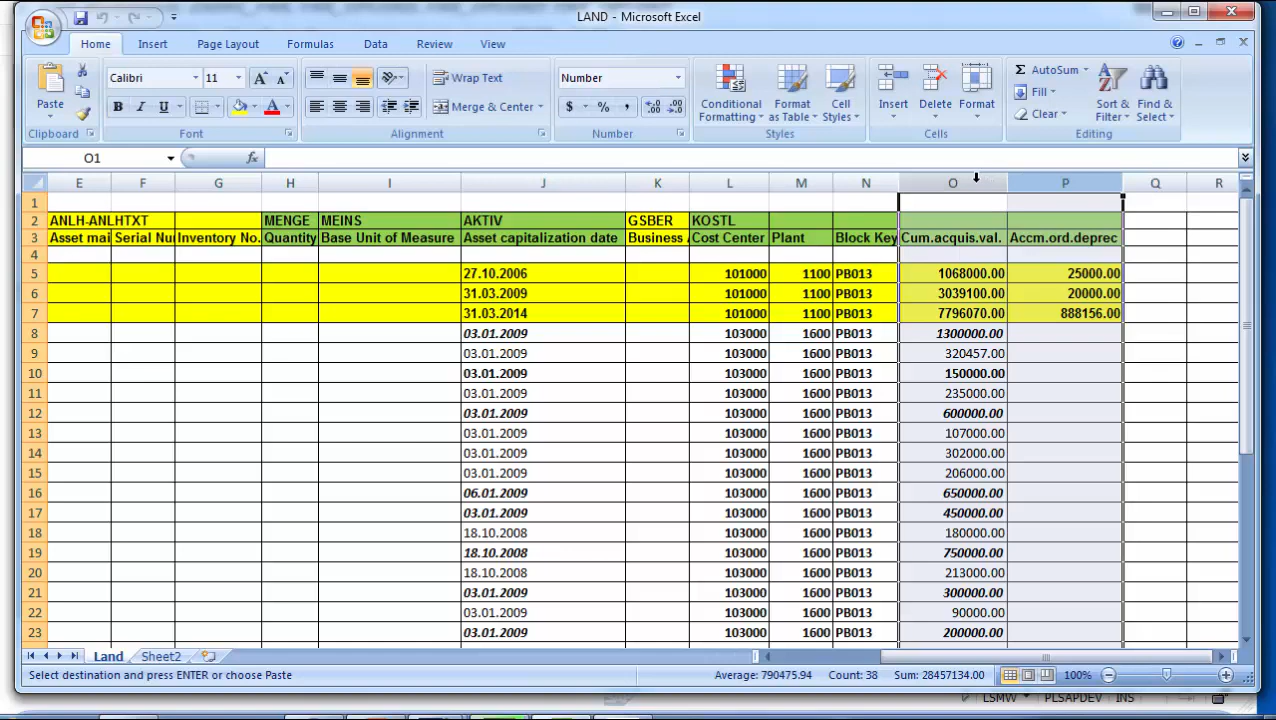 LAND - Microsoft Excel
Home Insert Page Layout Formulas Data Review View
Paste Calibri 11 Wrap Text Number AutoSum
Fill
B I U Merge & Center $ % , Conditional Formatting Format as Table Cell Styles Insert Delete Format Clear Sort & Filter Find & Select
Clipboard Font Alignment Number Styles Cells Editing
O1 fx
E F G H I J K L M N O P Q R
1
2 ANLH-ANLHTXT MENGE MEINS AKTIV GSBER KOSTL
3 Asset mai Serial Nu Inventory No. Quantity Base Unit of Measure Asset capitalization date Business Cost Center Plant Block Key Cum.acquis.val. Accm.ord.deprec
4
5 27.10.2006 101000 1100 PB013 1068000.00 25000.00
6 31.03.2009 101000 1100 PB013 3039100.00 20000.00
7 31.03.2014 101000 1100 PB013 7796070.00 888156.00
8 03.01.2009 103000 1600 PB013 1300000.00
9 03.01.2009 103000 1600 PB013 320457.00
10 03.01.2009 103000 1600 PB013 150000.00
11 03.01.2009 103000 1600 PB013 235000.00
12 03.01.2009 103000 1600 PB013 600000.00
13 03.01.2009 103000 1600 PB013 107000.00
14 03.01.2009 103000 1600 PB013 302000.00
15 03.01.2009 103000 1600 PB013 206000.00
16 06.01.2009 103000 1600 PB013 650000.00
17 03.01.2009 103000 1600 PB013 450000.00
18 18.10.2008 103000 1600 PB013 180000.00
19 18.10.2008 103000 1600 PB013 750000.00
20 18.10.2008 103000 1600 PB013 213000.00
21 03.01.2009 103000 1600 PB013 300000.00
22 03.01.2009 103000 1600 PB013 90000.00
23 03.01.2009 103000 1600 PB013 200000.00
Land Sheet2
Select destination and press ENTER or choose Paste Average: 790475.94 Count: 38 Sum: 28457134.00 100%
LSMW PLSAPDEV INS